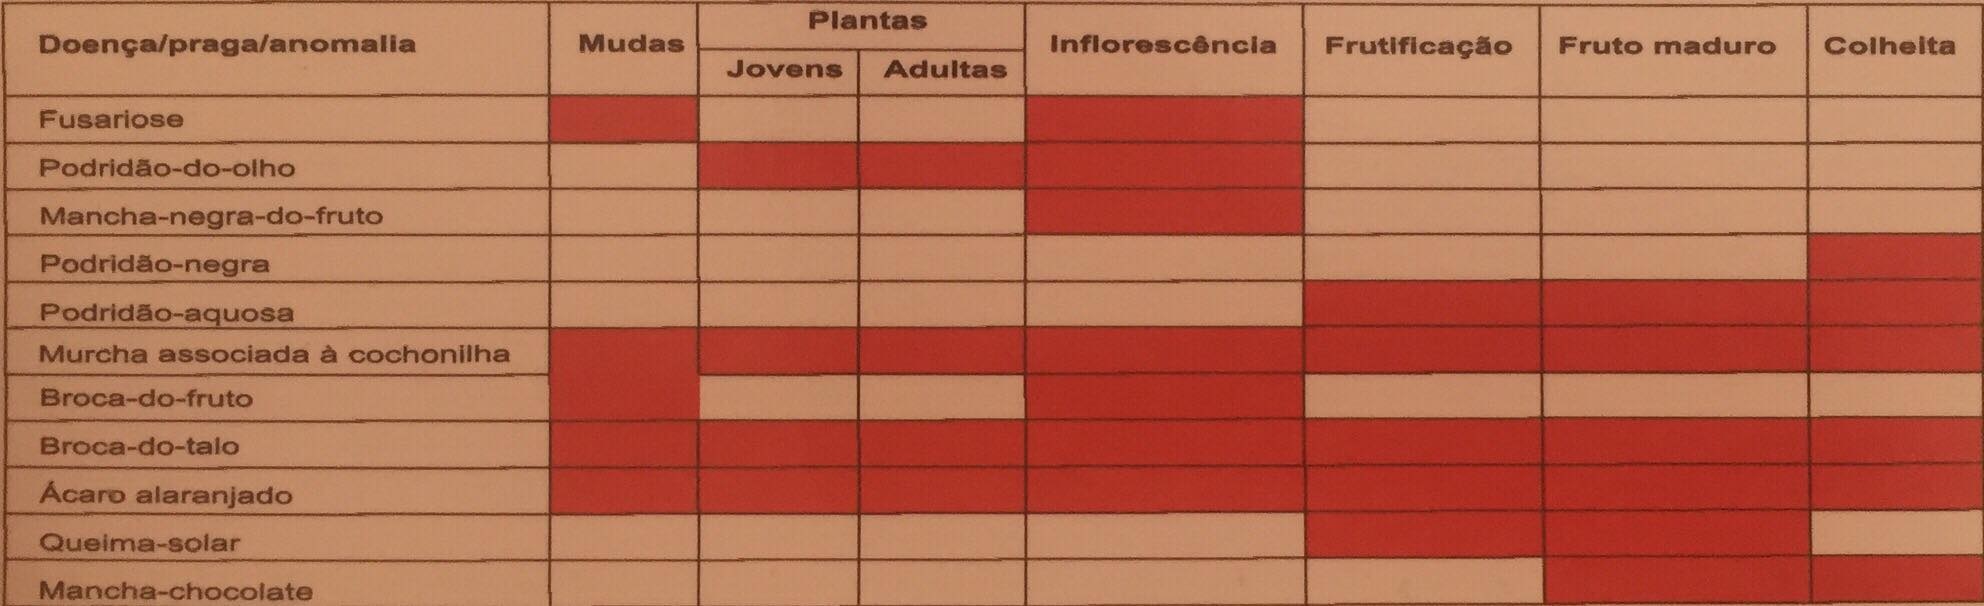 Plantas
Doença/praga/anomalia Mudas Inflorescência Frutificação Fruto maduro Colheita
Jovens Adultas
Fusariose
Podridão-do-olho
Mancha-negra-do-fruto
Podridão-negra
Podridão-aquosa
Murcha associada à cochonilha
Broca-do-fruto
Broca-do-talo
Ácaro alaranjado
Queima-solar
Mancha-chocolate